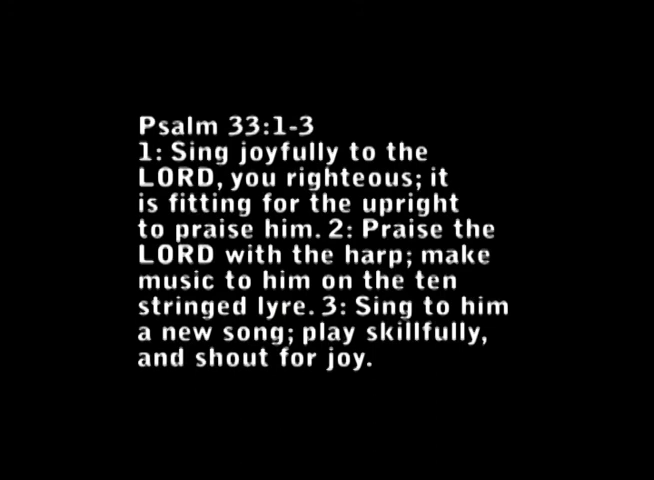 Psalm 33:1-3
1: Sing joyfully to the
LORD, you righteous; it
is fitting for the upright
to praise him. 2: Praise the
LORD with the harp; make
music to him on the ten
stringed lyre. 3: Sing to him
a new song; play skillfully,
and shout for joy.